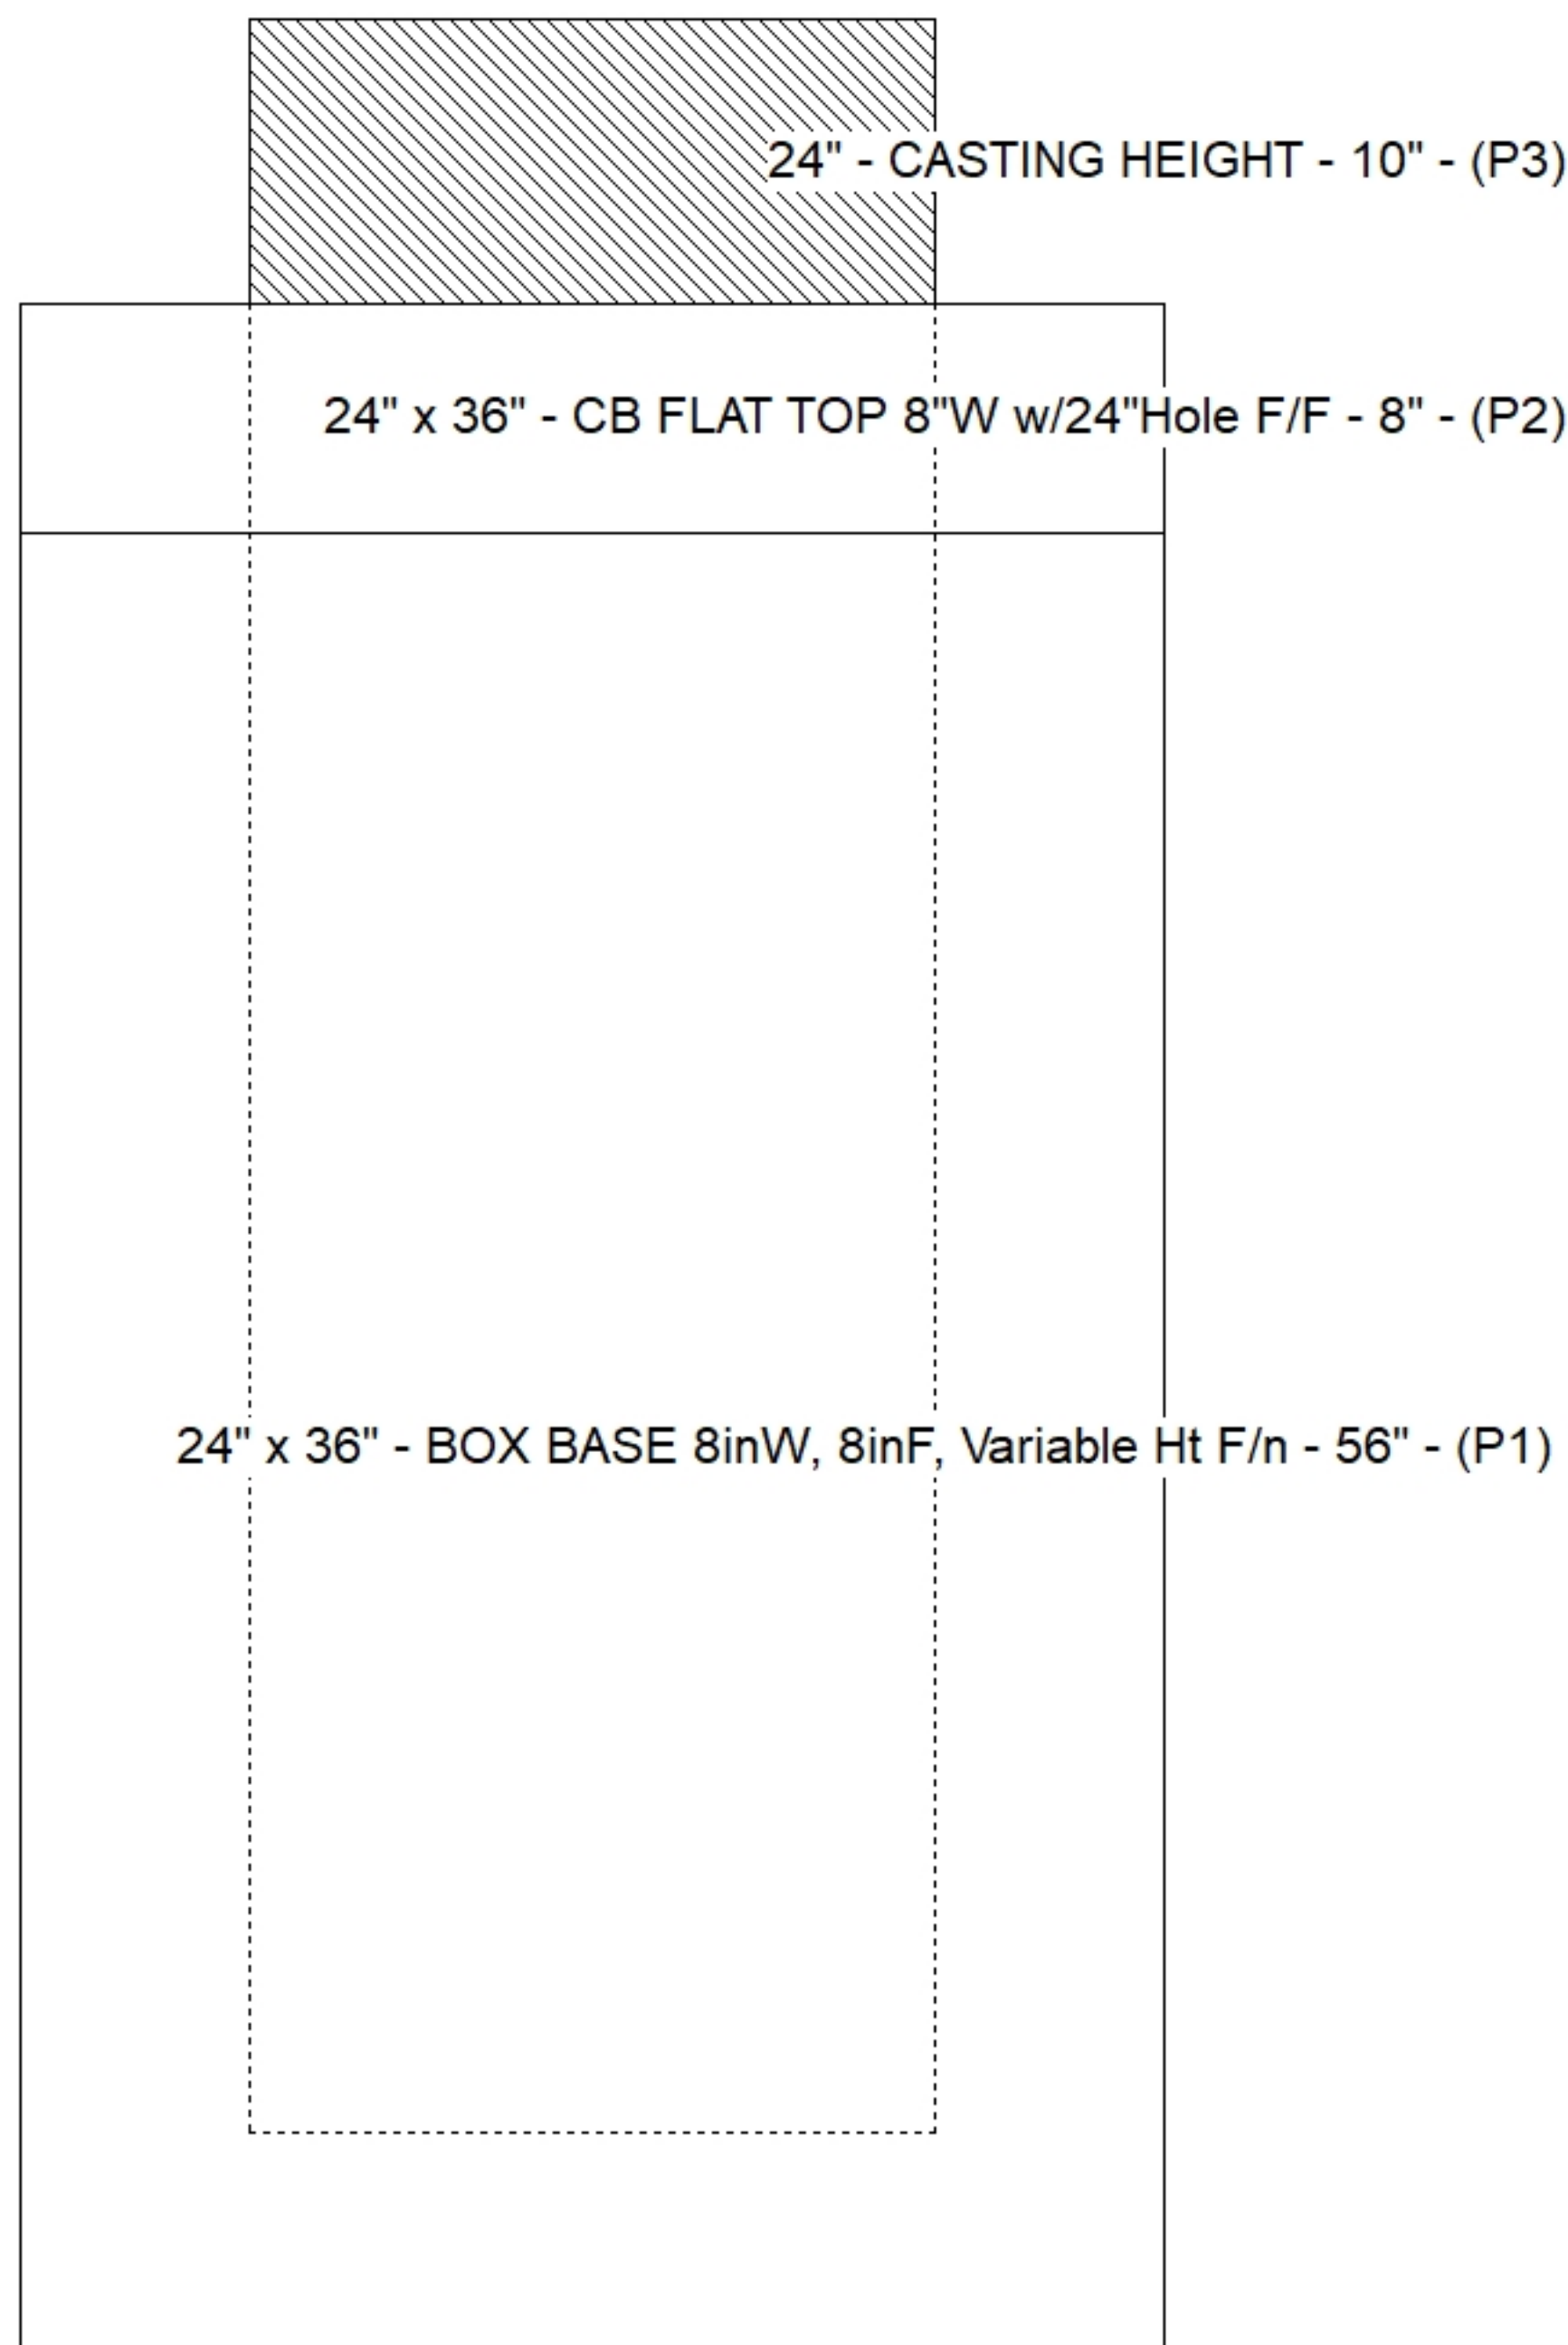 24" - CASTING HEIGHT - 10" - (P3)
24" x 36" - CB FLAT TOP 8"W w/24"Hole F/F - 8" - (P2)
24" x 36" - BOX BASE 8inW, 8inF, Variable Ht F/n - 56" - (P1)